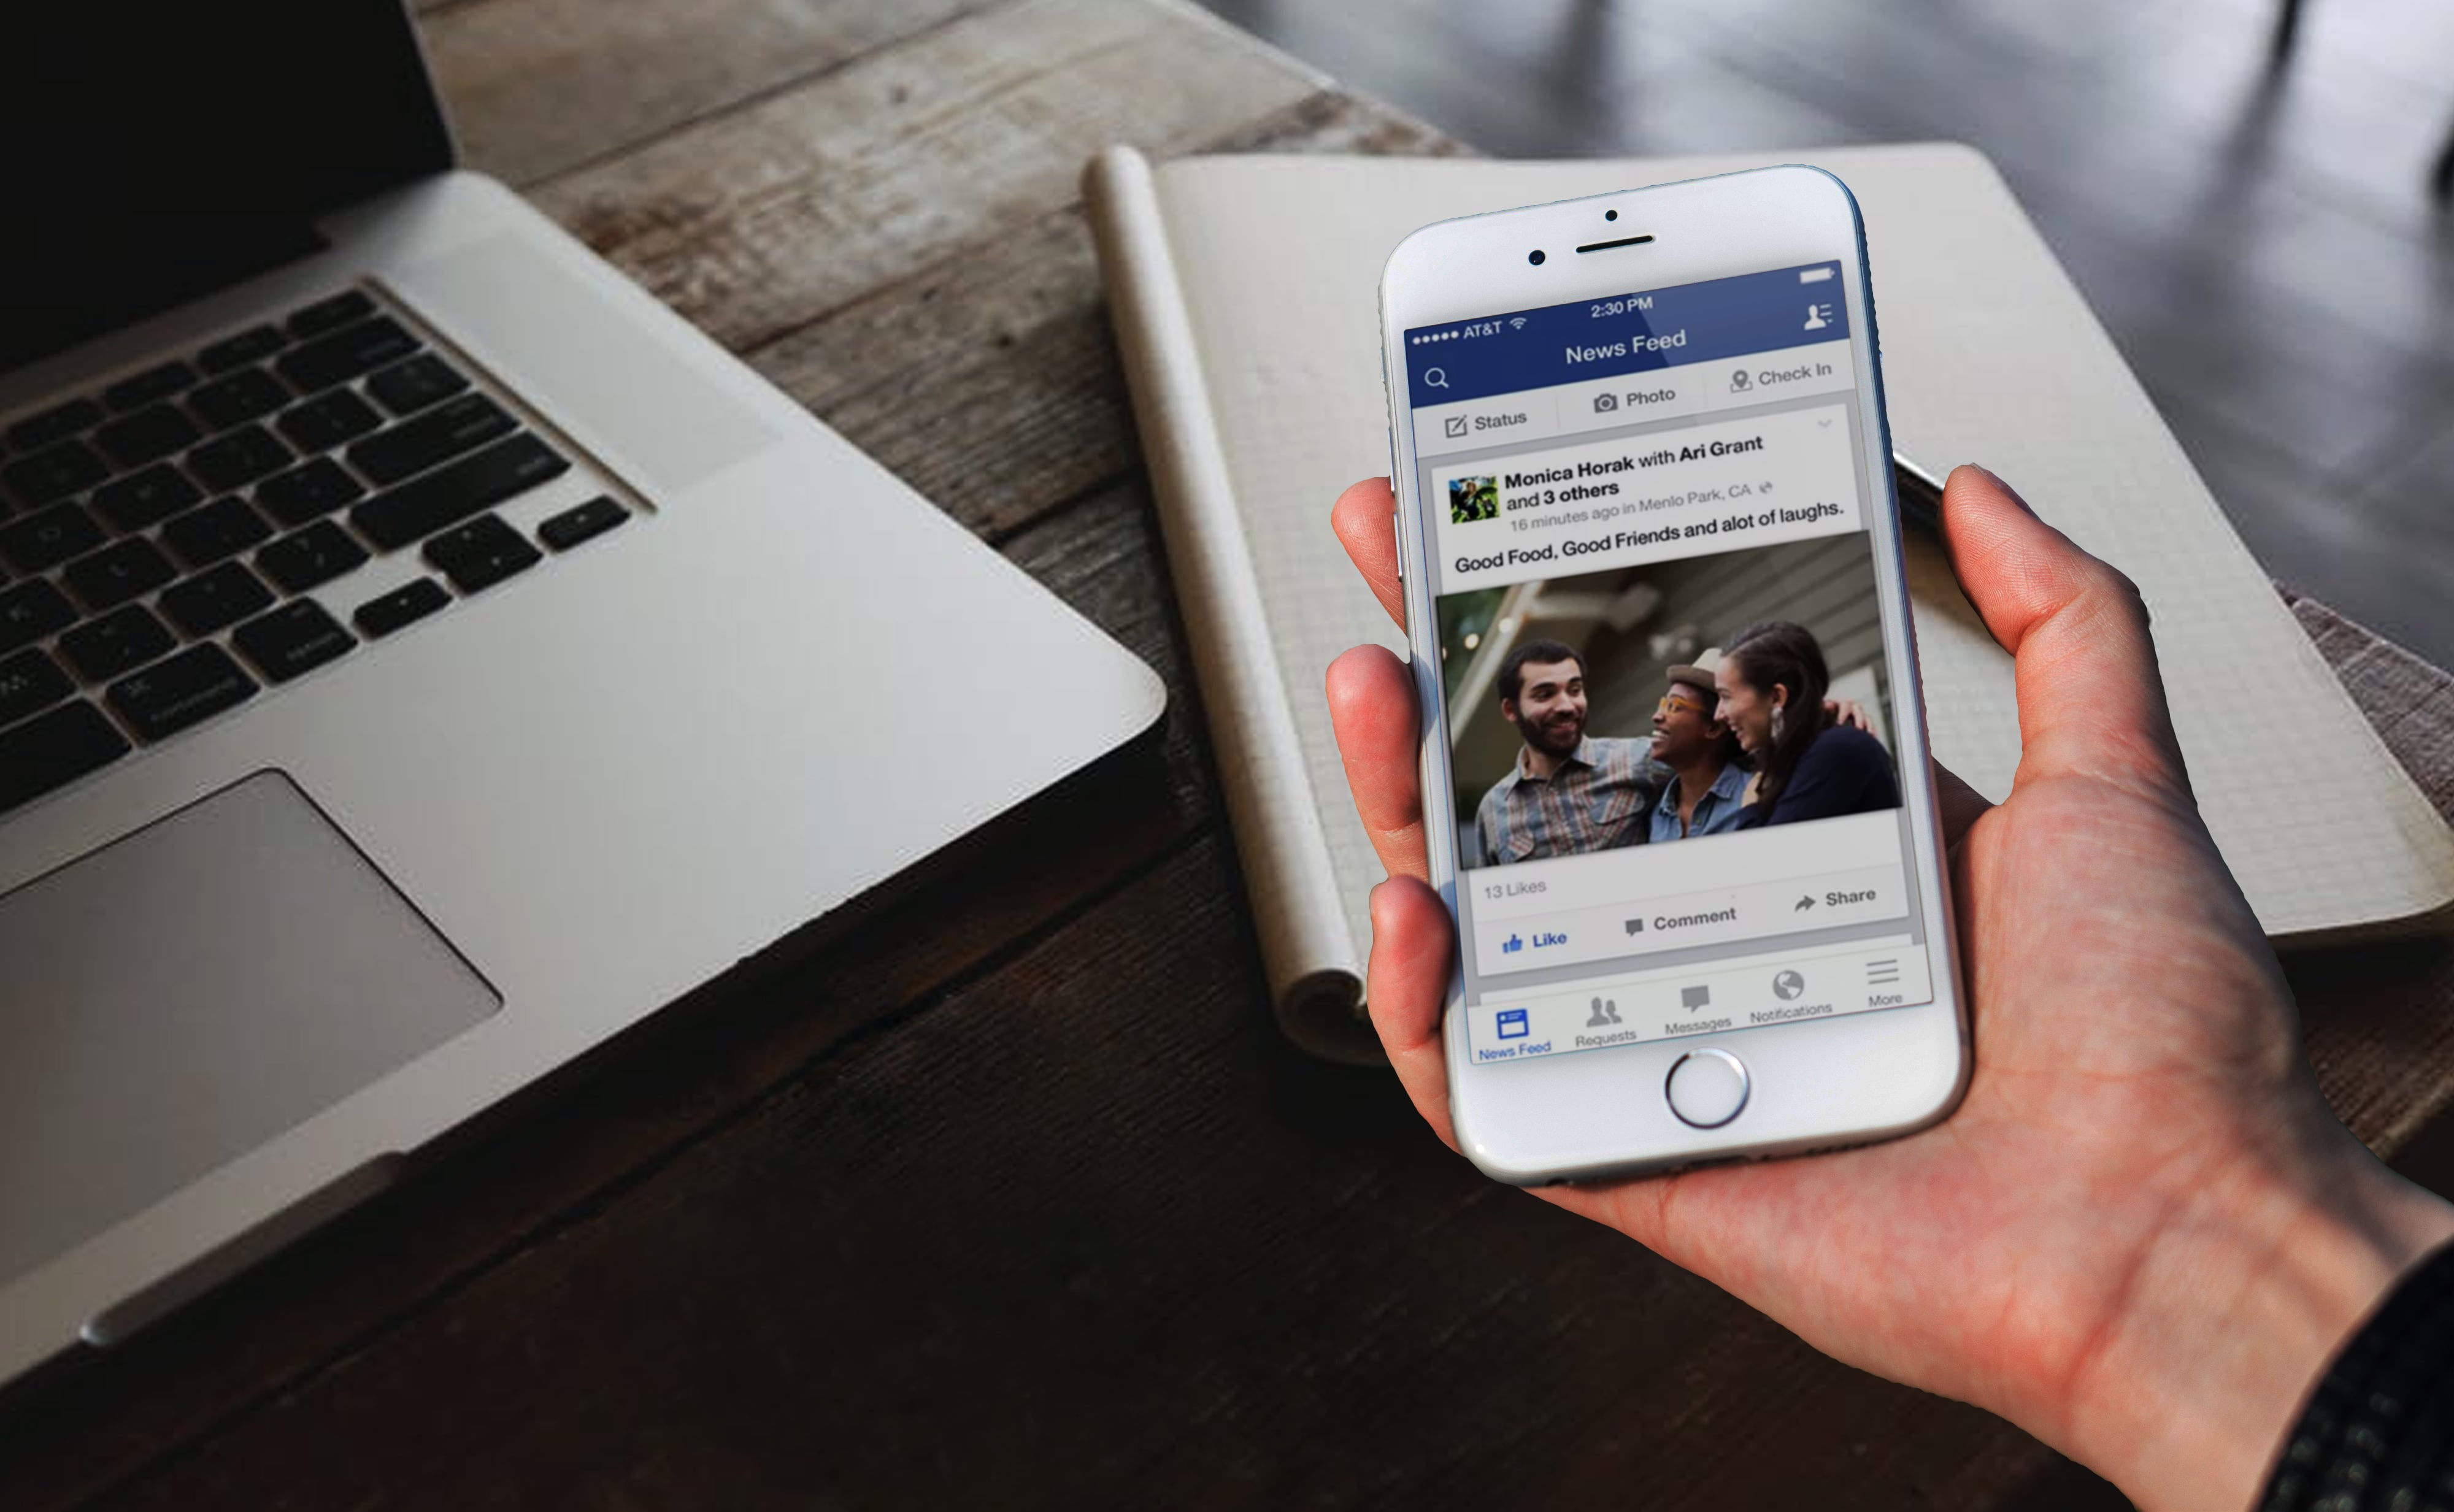 ●●●●● AT&T 2:30 PM
News Feed
Status Photo Check In
Monica Horak with Ari Grant
and 3 others
16 minutes ago in Menlo Park, CA
Good Food, Good Friends and alot of laughs.
13 Likes
Like Comment Share
News Feed Requests Messages Notifications More